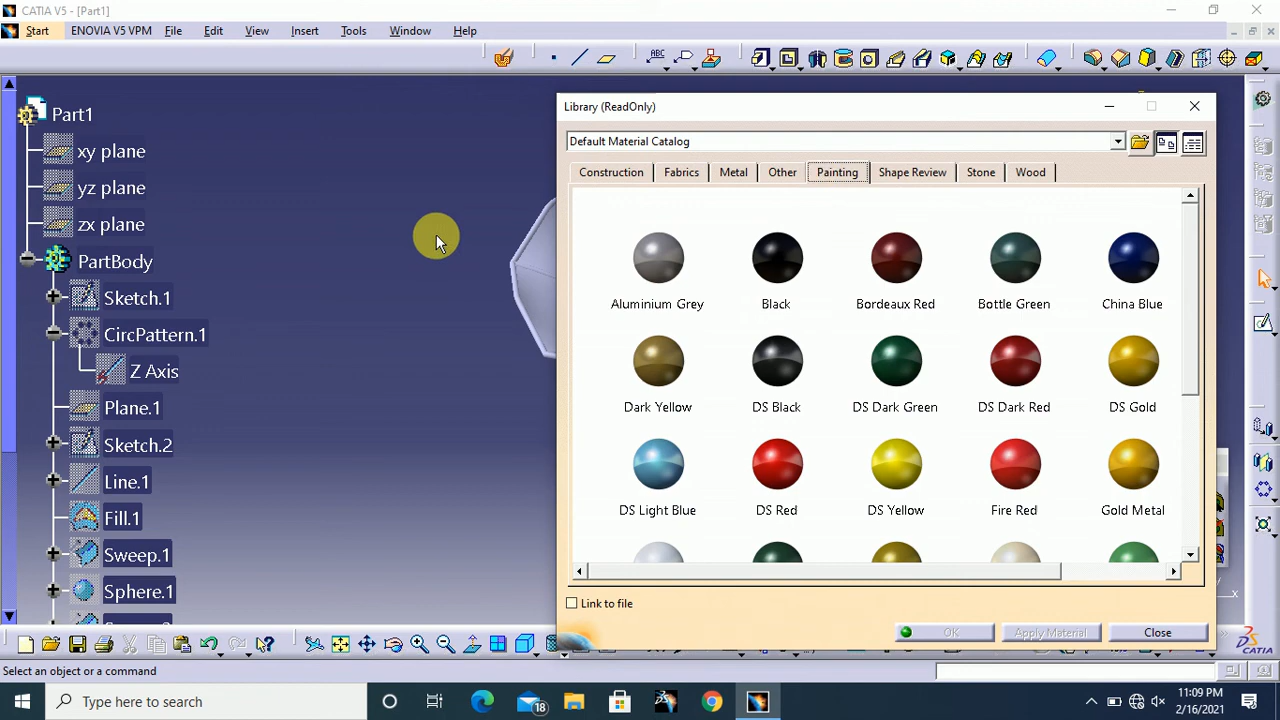 CATIA V5 - [Part1]
Start ENOVIA V5 VPM File Edit View Insert Tools Window Help
ABC
Part1
xy plane
yz plane
zx plane
PartBody
Sketch.1
CircPattern.1
Z Axis
Plane.1
Sketch.2
Line.1
Fill.1
Sweep.1
Sphere.1
Library (ReadOnly)
Default Material Catalog
Construction Fabrics Metal Other Painting Shape Review Stone Wood
Aluminium Grey Black Bordeaux Red Bottle Green China Blue
Dark Yellow DS Black DS Dark Green DS Dark Red DS Gold
DS Light Blue DS Red DS Yellow Fire Red Gold Metal
Link to file
OK Apply Material Close
x
CATIA
Select an object or a command
Type here to search
18
11:09 PM
2/16/2021